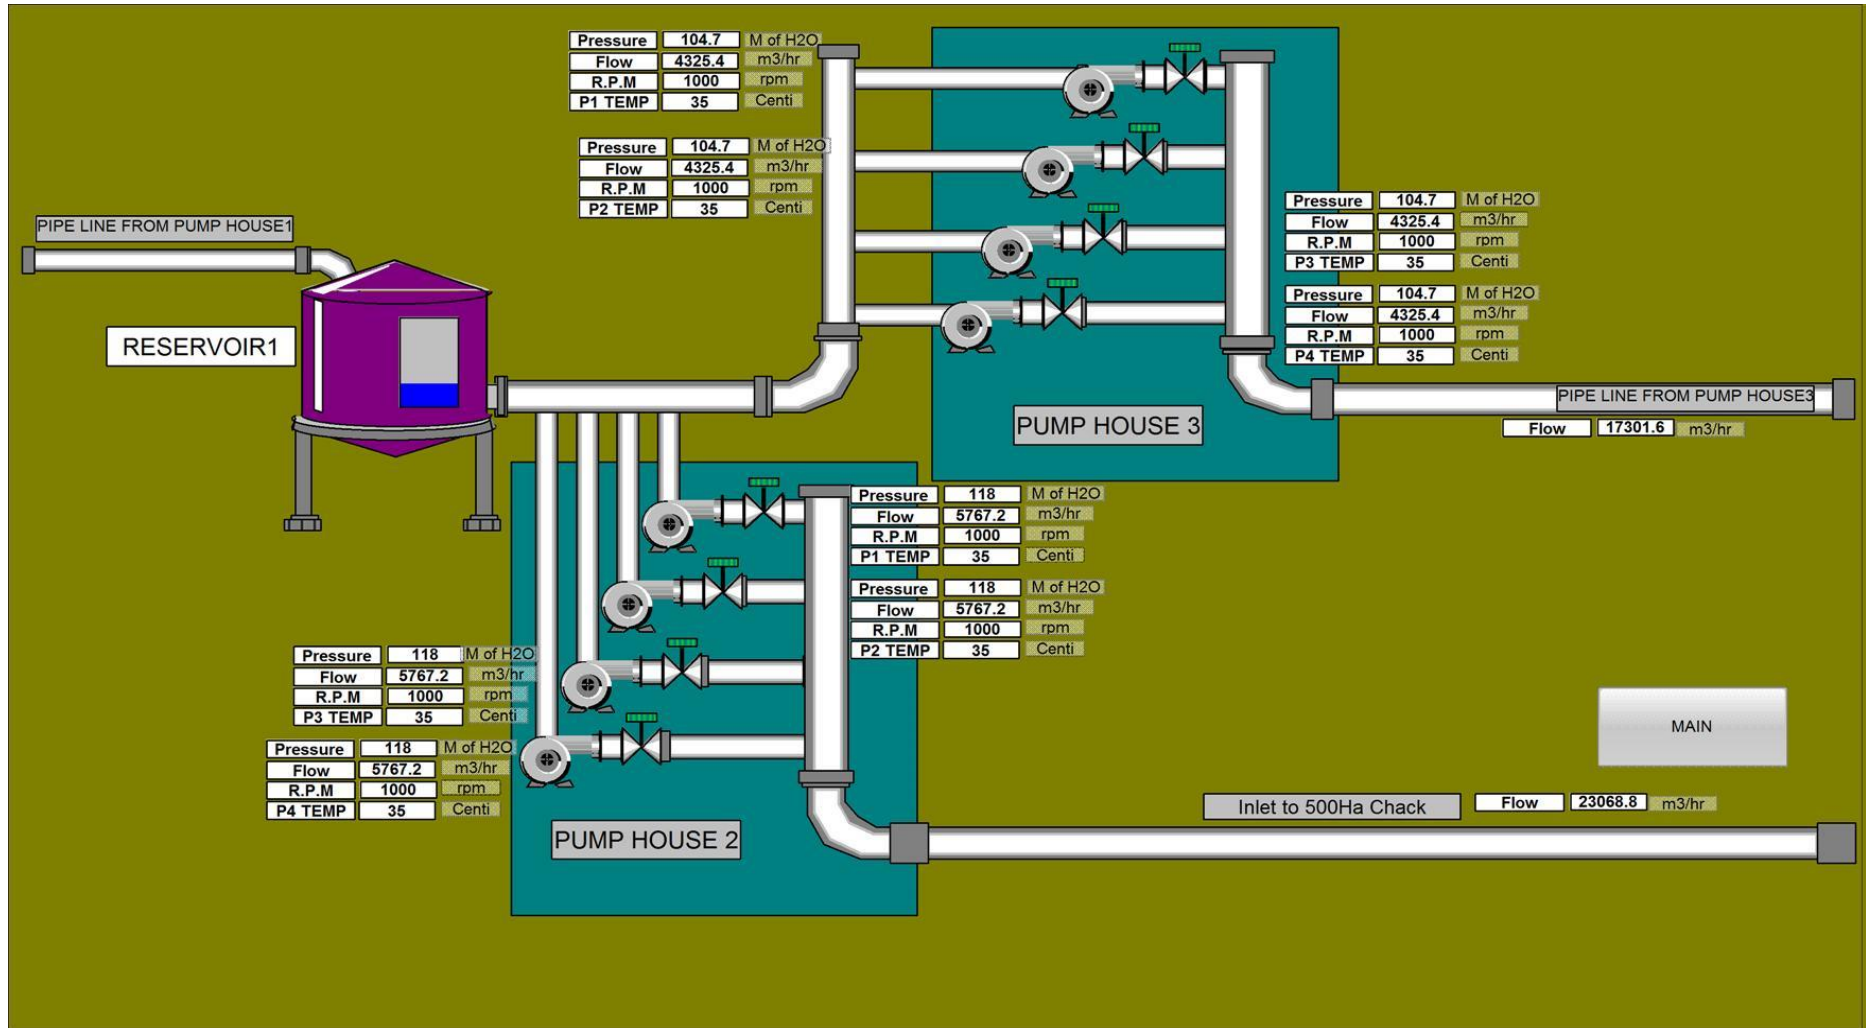 Pressure 104.7 M of H2O
Flow 4325.4 m3/hr
R.P.M 1000 rpm
P1 TEMP 35 Centi
Pressure 104.7 M of H2O
Flow 4325.4 m3/hr
R.P.M 1000 rpm
P2 TEMP 35 Centi
PIPE LINE FROM PUMP HOUSE1
RESERVOIR1
Pressure 104.7 M of H2O
Flow 4325.4 m3/hr
R.P.M 1000 rpm
P3 TEMP 35 Centi
Pressure 104.7 M of H2O
Flow 4325.4 m3/hr
R.P.M 1000 rpm
P4 TEMP 35 Centi
PIPE LINE FROM PUMP HOUSE3
Flow 17301.6 m3/hr
PUMP HOUSE 3
Pressure 118 M of H2O
Flow 5767.2 m3/hr
R.P.M 1000 rpm
P1 TEMP 35 Centi
Pressure 118 M of H2O
Flow 5767.2 m3/hr
R.P.M 1000 rpm
P2 TEMP 35 Centi
Pressure 118 M of H2O
Flow 5767.2 m3/hr
R.P.M 1000 rpm
P3 TEMP 35 Centi
Pressure 118 M of H2O
Flow 5767.2 m3/hr
R.P.M 1000 rpm
P4 TEMP 35 Centi
MAIN
Inlet to 500Ha Chack Flow 23068.8 m3/hr
PUMP HOUSE 2